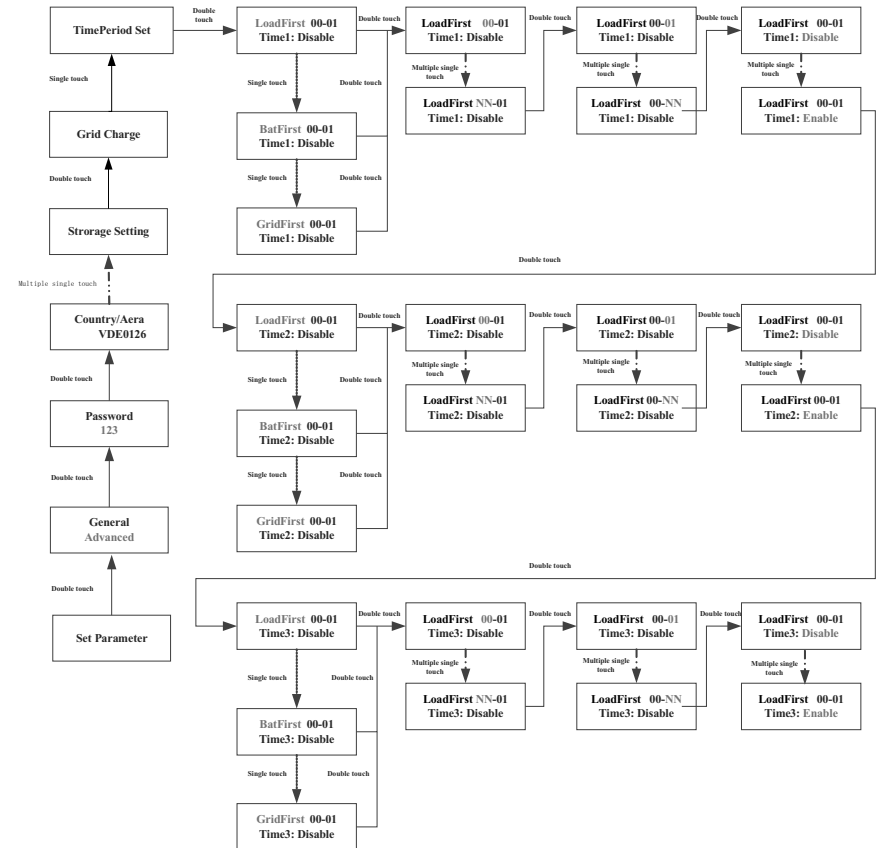 TimePeriod Set
Double touch
Single touch
Grid Charge
Double touch
Strorage Setting
Multiple single touch
Country/Aera
VDE0126
Double touch
Password
123
Double touch
General
Advanced
Double touch
Set Parameter
LoadFirst 00-01
Time1: Disable
Double touch
Single touch
Double touch
BatFirst 00-01
Time1: Disable
Single touch
Double touch
GridFirst 00-01
Time1: Disable
LoadFirst 00-01
Time1: Disable
Multiple single
touch
LoadFirst NN-01
Time1: Disable
Double touch
LoadFirst 00-01
Time1: Disable
Multiple single
touch
LoadFirst 00-NN
Time1: Disable
Double touch
LoadFirst 00-01
Time1: Disable
Multiple single
touch
LoadFirst 00-01
Time1: Enable
Double touch
LoadFirst 00-01
Time2: Disable
Double touch
Single touch
Double touch
BatFirst 00-01
Time2: Disable
Single touch
Double touch
GridFirst 00-01
Time2: Disable
LoadFirst 00-01
Time2: Disable
Multiple single
touch
LoadFirst NN-01
Time2: Disable
Double touch
LoadFirst 00-01
Time2: Disable
Multiple single
touch
LoadFirst 00-NN
Time2: Disable
Double touch
LoadFirst 00-01
Time2: Disable
Multiple single
touch
LoadFirst 00-01
Time2: Enable
Double touch
LoadFirst 00-01
Time3: Disable
Double touch
Single touch
Double touch
BatFirst 00-01
Time3: Disable
Single touch
Double touch
GridFirst 00-01
Time3: Disable
LoadFirst 00-01
Time3: Disable
Multiple single
touch
LoadFirst NN-01
Time3: Disable
Double touch
LoadFirst 00-01
Time3: Disable
Multiple single
touch
LoadFirst 00-NN
Time3: Disable
Double touch
LoadFirst 00-01
Time3: Disable
Multiple single
touch
LoadFirst 00-01
Time3: Enable